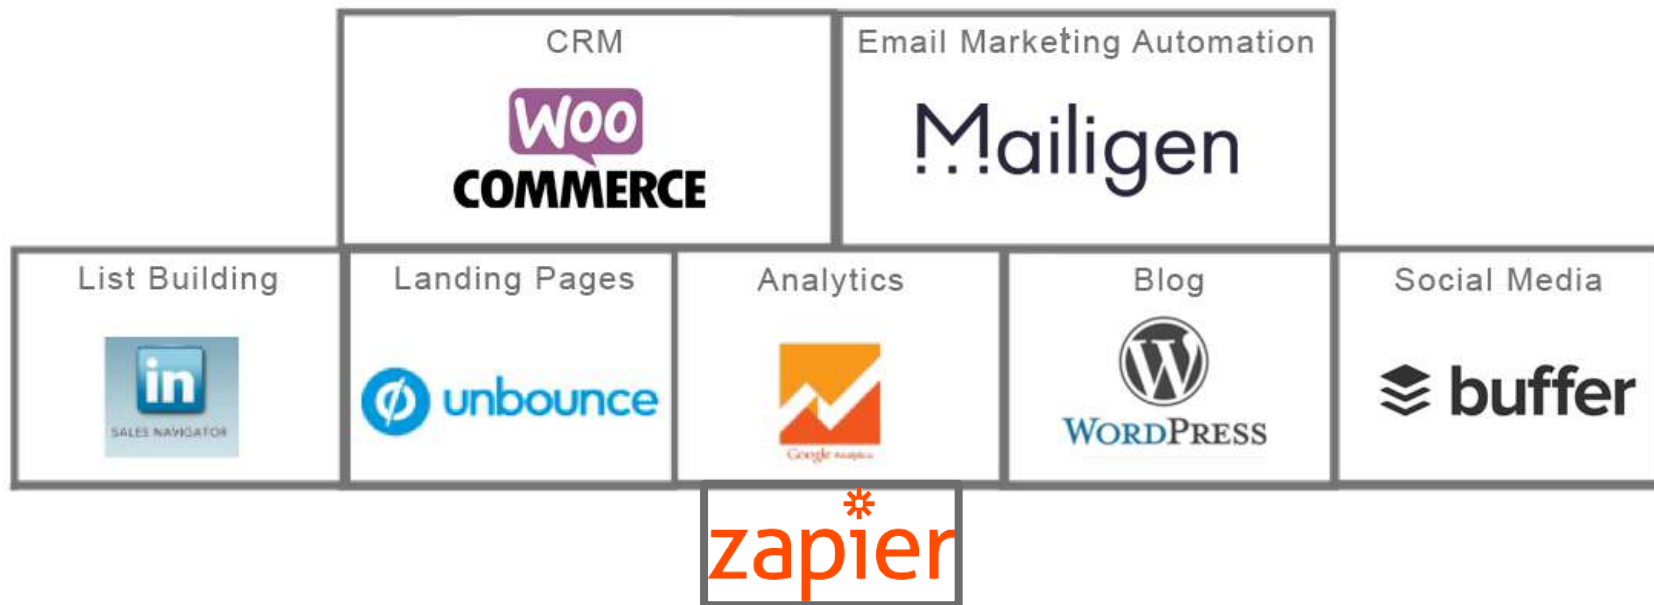 CRM
Email Marketing Automation
Woo
COMMERCE
Mailigen
List Building
Landing Pages
Analytics
Blog
Social Media
in
SALES NAVIGATOR
unbounce
Google Analytics
W
WORDPRESS
buffer
zapier